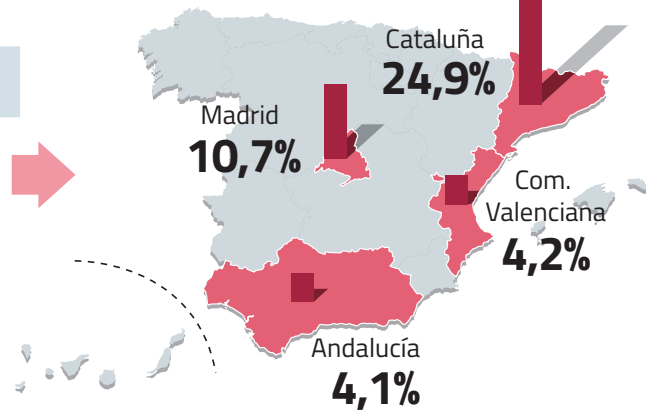 Cataluña
24,9%
Madrid
10,7%
Com.
Valenciana
4,2%
Andalucía
4,1%